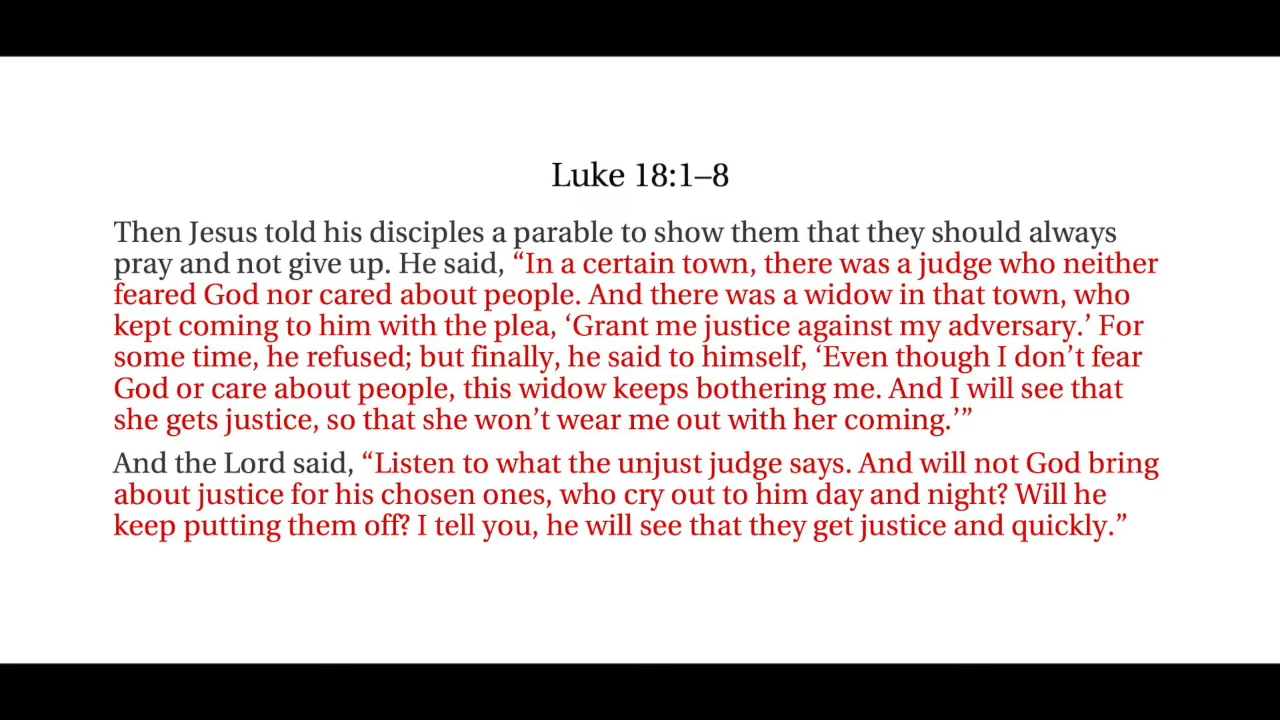 Luke 18:1–8
Then Jesus told his disciples a parable to show them that they should always
pray and not give up. He said, “In a certain town, there was a judge who neither
feared God nor cared about people. And there was a widow in that town, who
kept coming to him with the plea, ‘Grant me justice against my adversary.’ For
some time, he refused; but finally, he said to himself, ‘Even though I don’t fear
God or care about people, this widow keeps bothering me. And I will see that
she gets justice, so that she won’t wear me out with her coming.’”
And the Lord said, “Listen to what the unjust judge says. And will not God bring
about justice for his chosen ones, who cry out to him day and night? Will he
keep putting them off? I tell you, he will see that they get justice and quickly.”